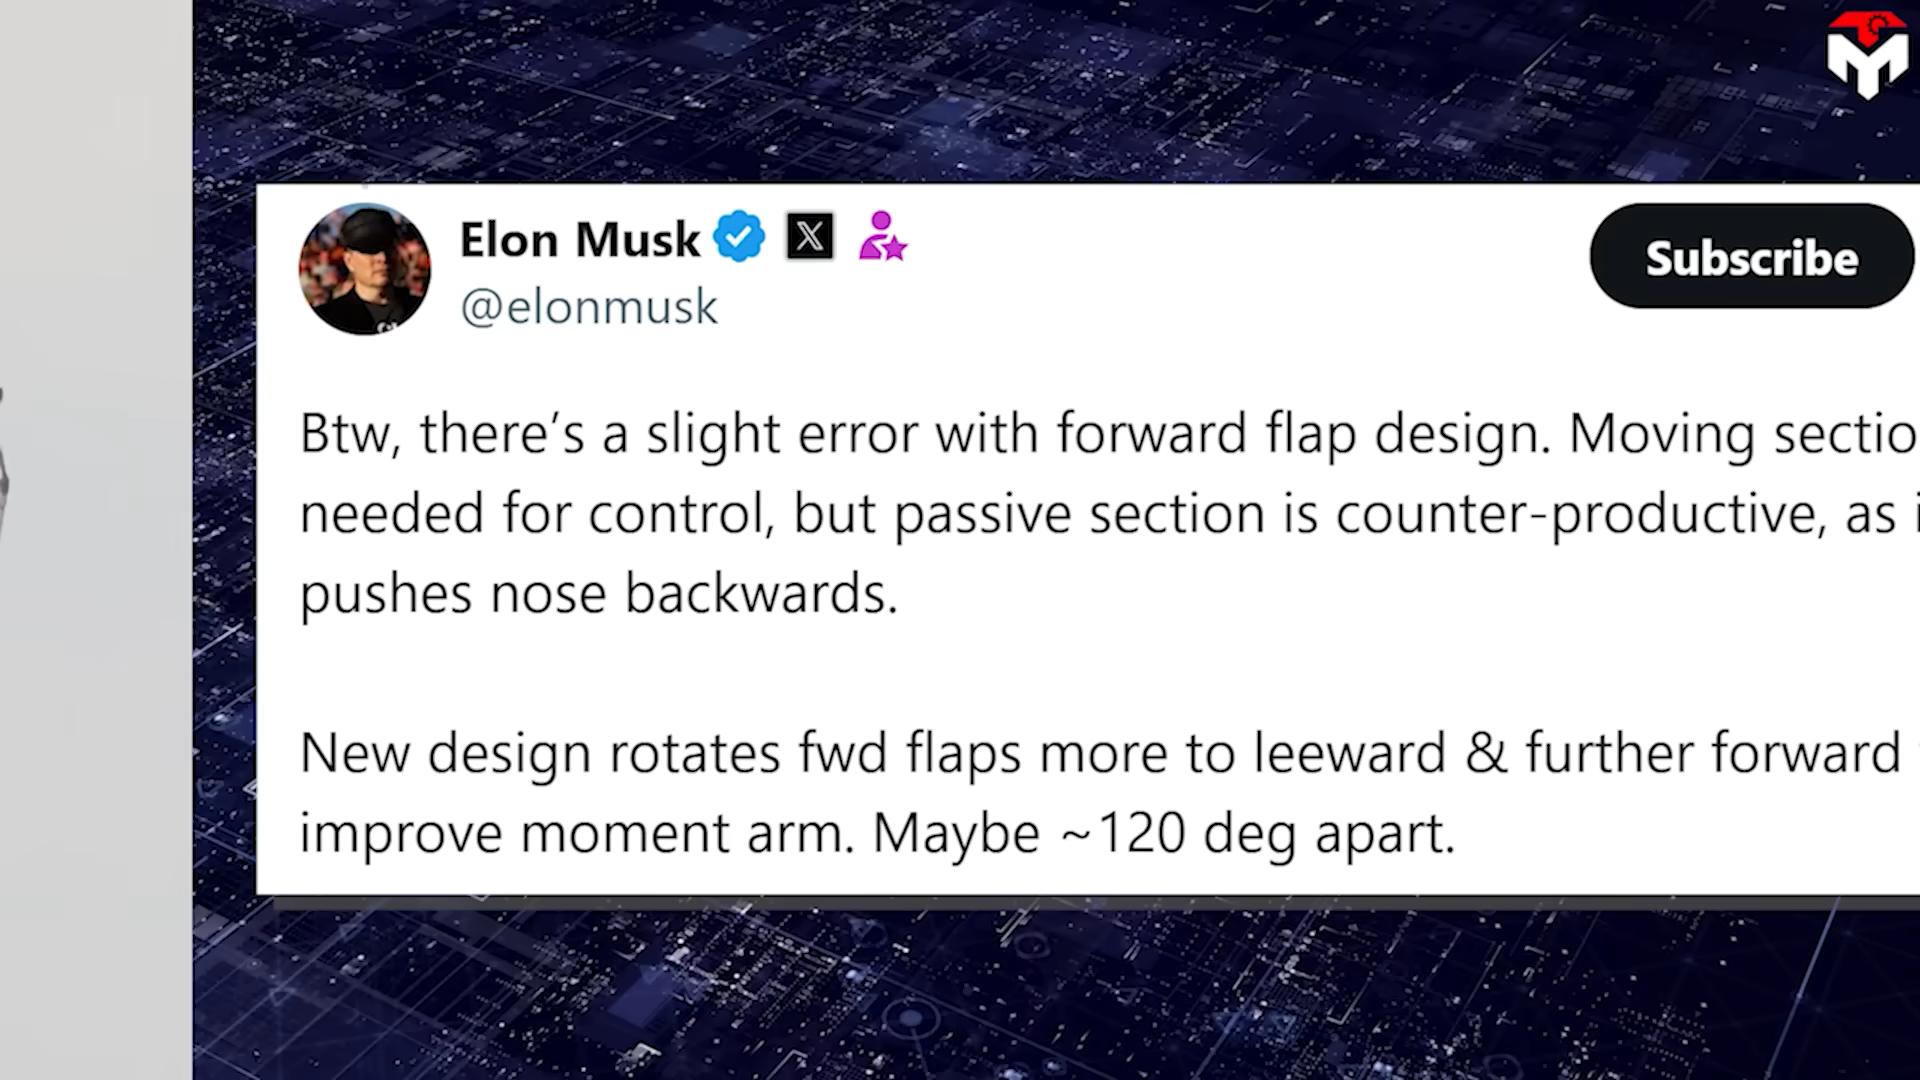 Elon Musk
@elonmusk
Subscribe
Btw, there’s a slight error with forward flap design. Moving sectio
needed for control, but passive section is counter-productive, as i
pushes nose backwards.
New design rotates fwd flaps more to leeward & further forward
improve moment arm. Maybe ~120 deg apart.